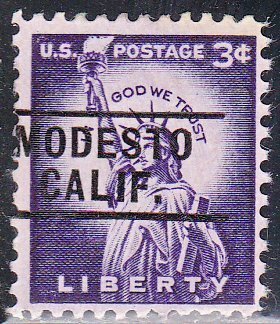 U.S. POSTAGE 3¢
IN GOD WE TRUST
MODESTO
CALIF.
LIBERTY